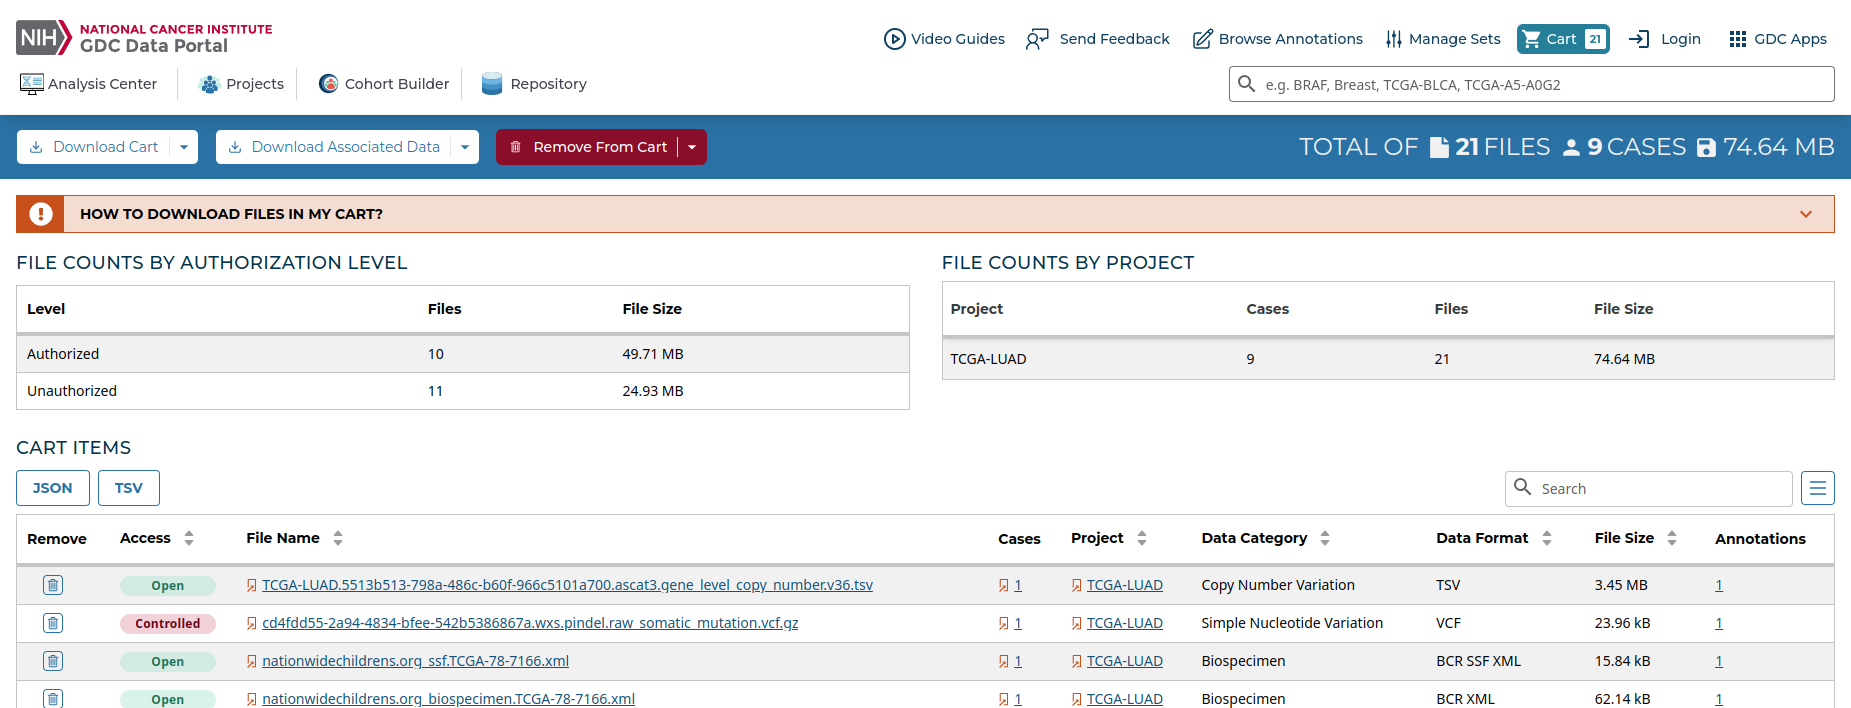 NIH NATIONAL CANCER INSTITUTE
GDC Data Portal
Video Guides Send Feedback Browse Annotations Manage Sets Cart 21 Login GDC Apps
Analysis Center Projects Cohort Builder Repository e.g. BRAF, Breast, TCGA-BLCA, TCGA-A5-A0G2
Download Cart Download Associated Data Remove From Cart TOTAL OF 21 FILES 9 CASES 74.64 MB
HOW TO DOWNLOAD FILES IN MY CART?
FILE COUNTS BY AUTHORIZATION LEVEL
Level Files File Size
Authorized 10 49.71 MB
Unauthorized 11 24.93 MB
FILE COUNTS BY PROJECT
Project Cases Files File Size
TCGA-LUAD 9 21 74.64 MB
CART ITEMS
JSON TSV Search
Remove Access File Name Cases Project Data Category Data Format File Size Annotations
Open TCGA-LUAD.5513b513-798a-486c-b60f-966c5101a700.ascat3.gene_level_copy_number.v36.tsv 1 TCGA-LUAD Copy Number Variation TSV 3.45 MB 1
Controlled cd4fdd55-2a94-4834-bfee-542b5386867a.wxs.pindel.raw_somatic_mutation.vcf.gz 1 TCGA-LUAD Simple Nucleotide Variation VCF 23.96 kB 1
Open nationwidechildrens.org_ssf.TCGA-78-7166.xml 1 TCGA-LUAD Biospecimen BCR SSF XML 15.84 kB 1
Open nationwidechildrens.org_biospecimen.TCGA-78-7166.xml 1 TCGA-LUAD Biospecimen BCR XML 62.14 kB 1